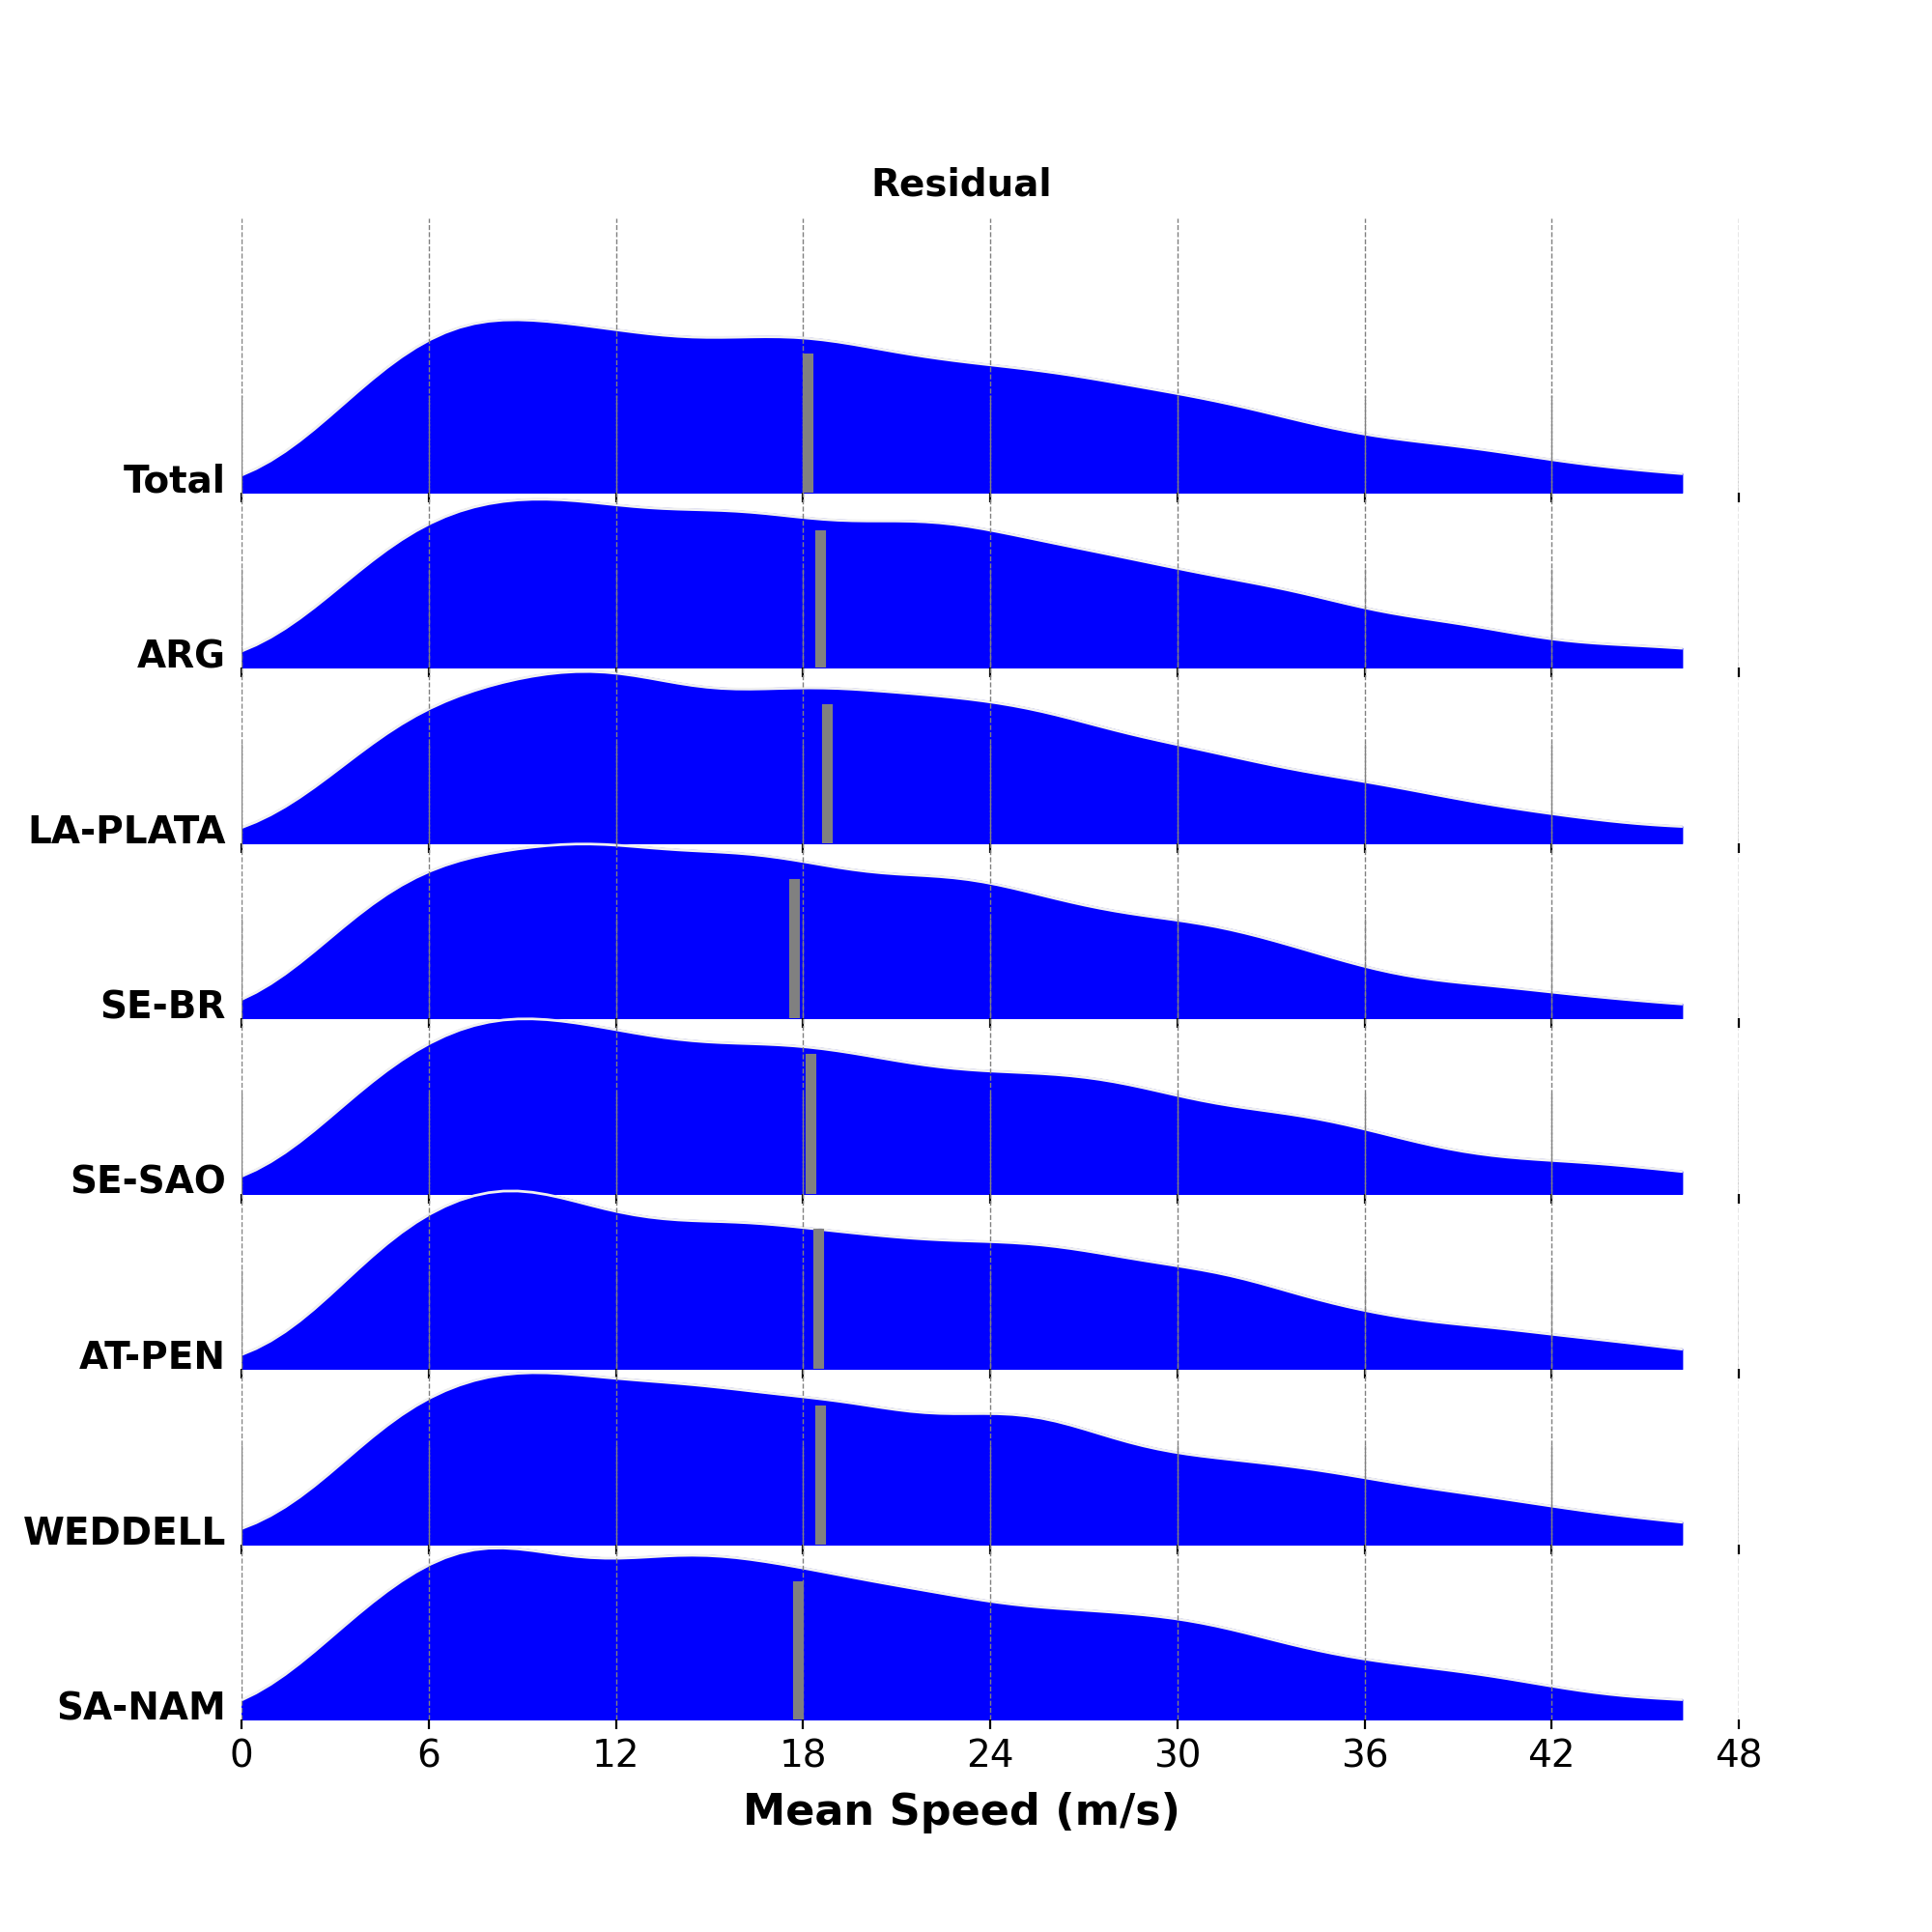 Residual
Total
ARG
LA-PLATA
SE-BR
SE-SAO
AT-PEN
WEDDELL
SA-NAM
0 6 12 18 24 30 36 42 48
Mean Speed (m/s)